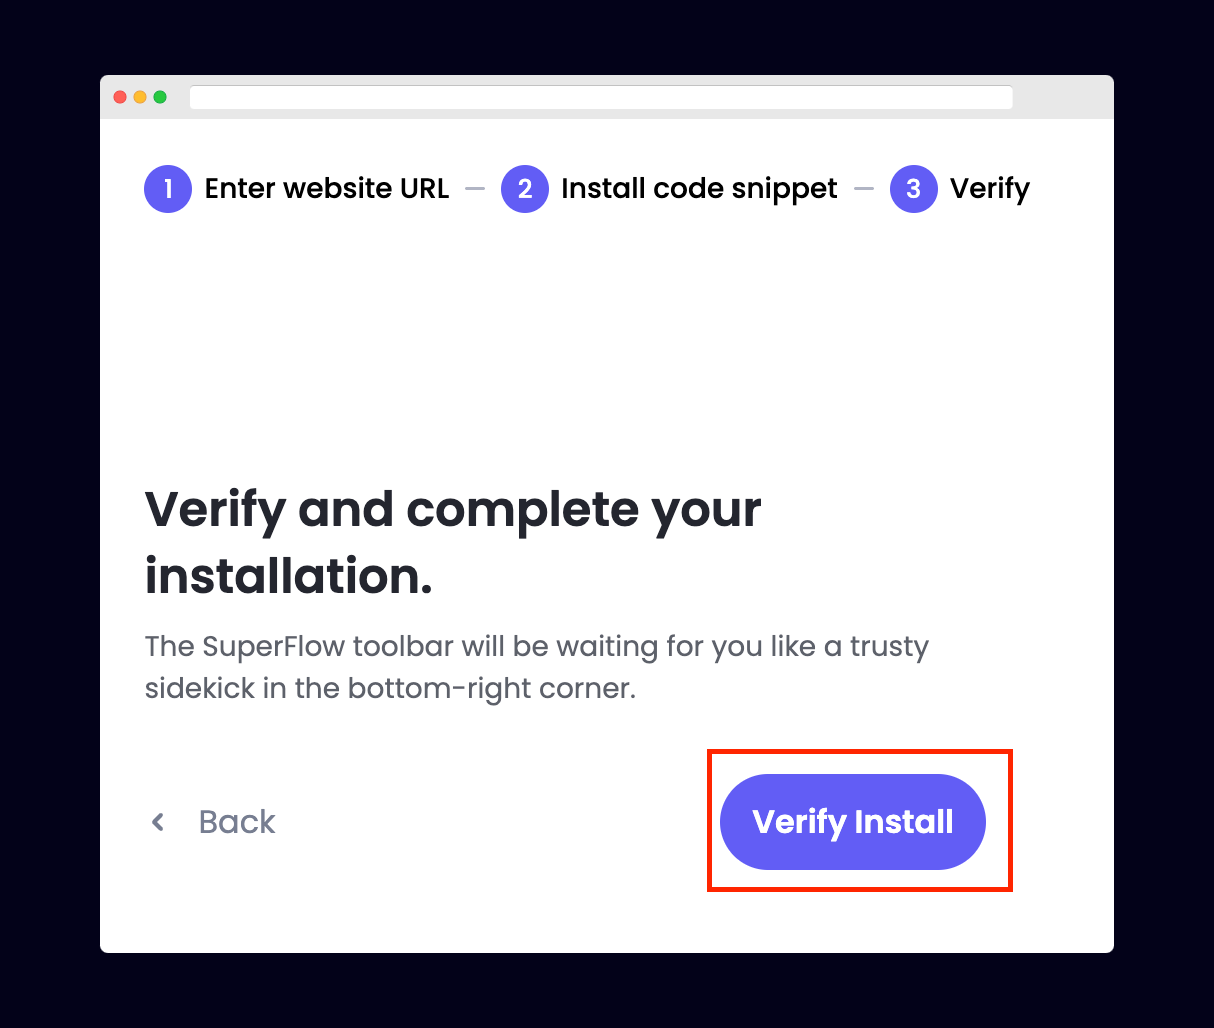 1 Enter website URL — 2 Install code snippet — 3 Verify
Verify and complete your
installation.
The SuperFlow toolbar will be waiting for you like a trusty
sidekick in the bottom-right corner.
Back
Verify Install